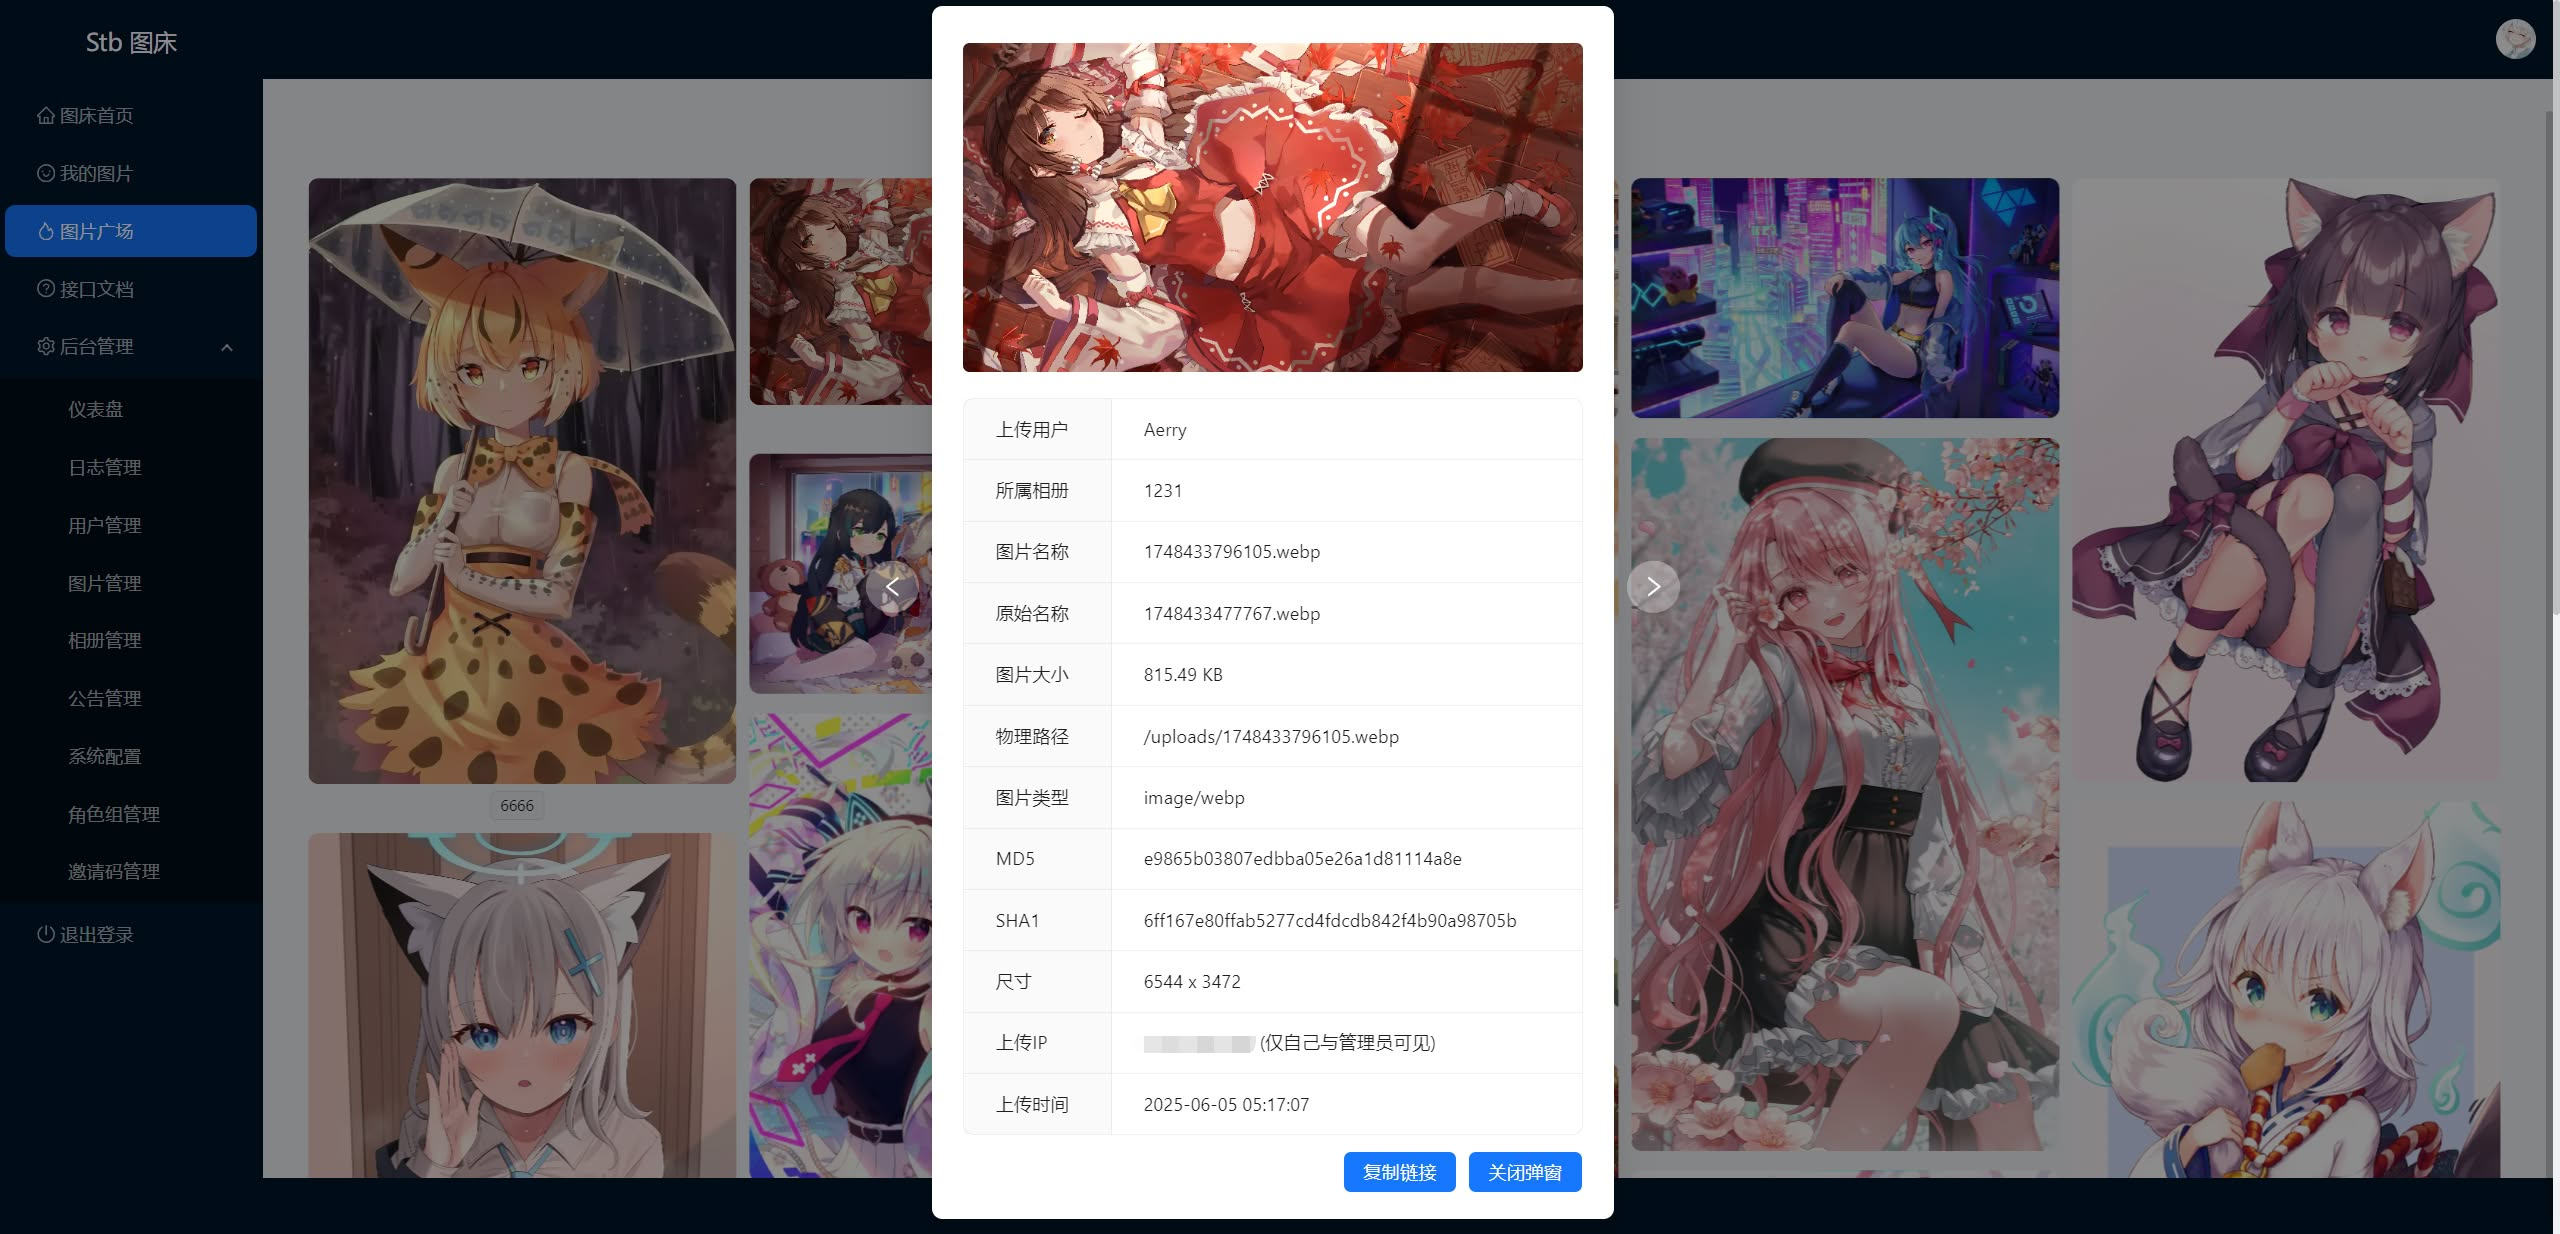 Stb 图床
图床首页
我的图片
图片广场
接口文档
后台管理
仪表盘
日志管理
用户管理
图片管理
相册管理
公告管理
系统配置
角色组管理
邀请码管理
退出登录
6666
上传用户 Aerry
所属相册 1231
图片名称 1748433796105.webp
原始名称 1748433477767.webp
图片大小 815.49 KB
物理路径 /uploads/1748433796105.webp
图片类型 image/webp
MD5 e9865b03807edbba05e26a1d81114a8e
SHA1 6ff167e80ffab5277cd4fdcdb842f4b90a98705b
尺寸 6544 x 3472
上传IP (仅自己与管理员可见)
上传时间 2025-06-05 05:17:07
复制链接 关闭弹窗